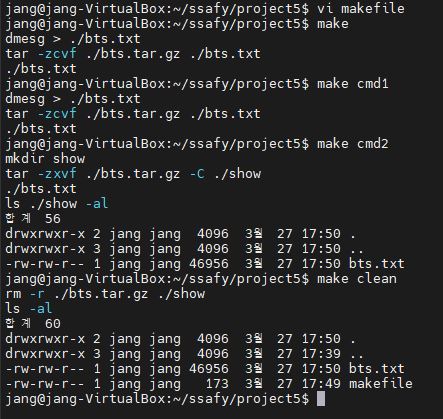 jang@jang-VirtualBox:~/ssafy/project5$ vi makefile
jang@jang-VirtualBox:~/ssafy/project5$ make
dmesg > ./bts.txt
tar -zcvf ./bts.tar.gz ./bts.txt
./bts.txt
jang@jang-VirtualBox:~/ssafy/project5$ make cmd1
dmesg > ./bts.txt
tar -zcvf ./bts.tar.gz ./bts.txt
./bts.txt
jang@jang-VirtualBox:~/ssafy/project5$ make cmd2
mkdir show
tar -zxvf ./bts.tar.gz -C ./show
./bts.txt
ls ./show -al
합계 56
drwxrwxr-x 2 jang jang  4096  3월  27 17:50 .
drwxrwxr-x 3 jang jang  4096  3월  27 17:50 ..
-rw-rw-r-- 1 jang jang 46956  3월  27 17:50 bts.txt
jang@jang-VirtualBox:~/ssafy/project5$ make clean
rm -r ./bts.tar.gz ./show
ls -al
합계 60
drwxrwxr-x 2 jang jang  4096  3월  27 17:50 .
drwxrwxr-x 3 jang jang  4096  3월  27 17:39 ..
-rw-rw-r-- 1 jang jang 46956  3월  27 17:50 bts.txt
-rw-rw-r-- 1 jang jang   173  3월  27 17:49 makefile
jang@jang-VirtualBox:~/ssafy/project5$